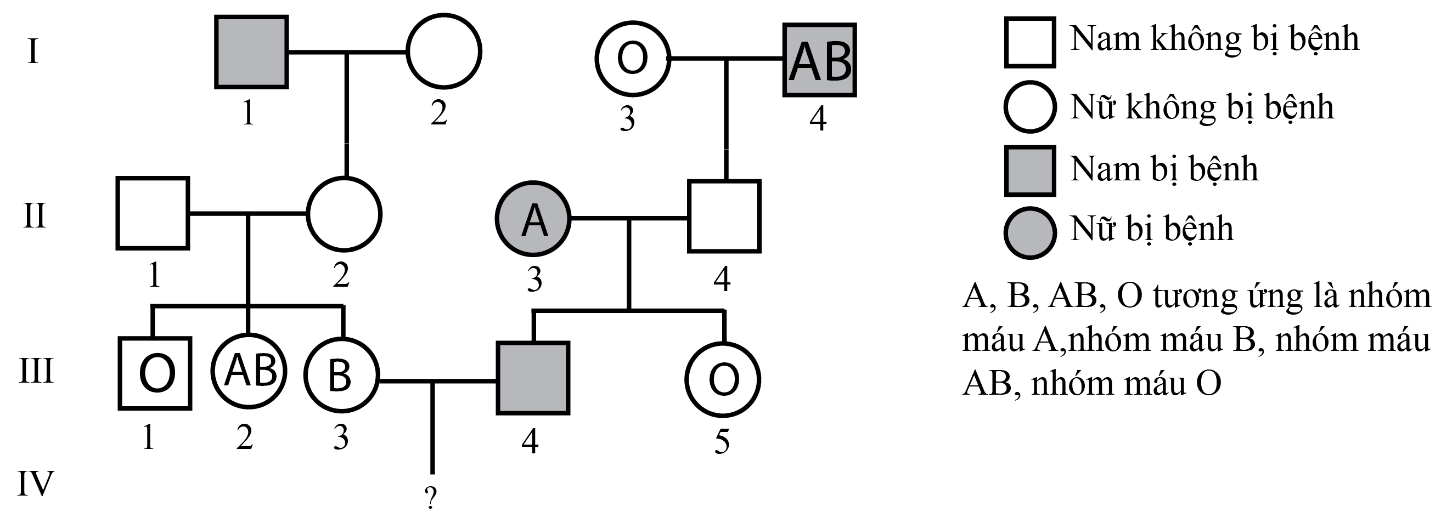 I
1
2
O
3
AB
4
Nam không bị bệnh
Nữ không bị bệnh
Nam bị bệnh
Nữ bị bệnh
II
1
2
A
3
4
A, B, AB, O tương ứng là nhóm
máu A,nhóm máu B, nhóm máu
AB, nhóm máu O
III
O
1
AB
2
B
3
4
O
5
IV
?